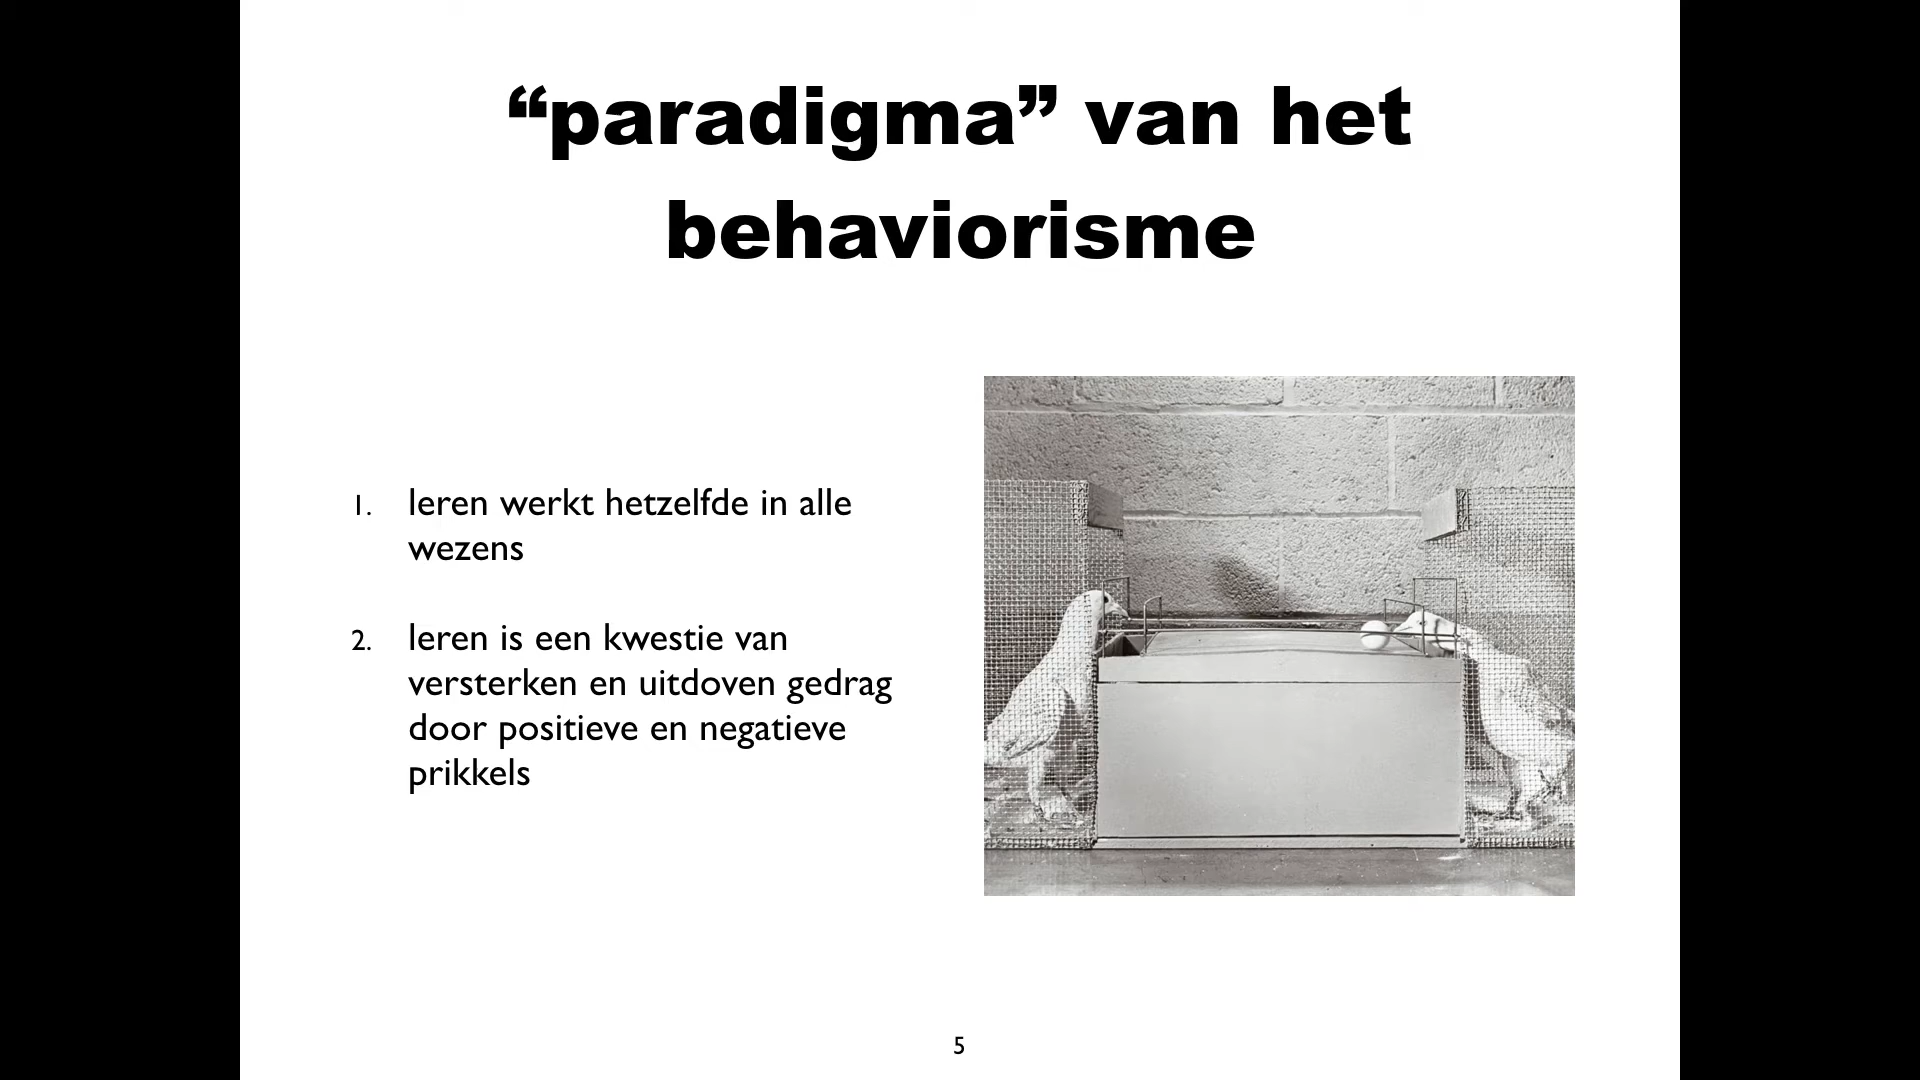 “paradigma” van het
behaviorisme
1. leren werkt hetzelfde in alle
wezens
2. leren is een kwestie van
versterken en uitdoven gedrag
door positieve en negatieve
prikkels
5